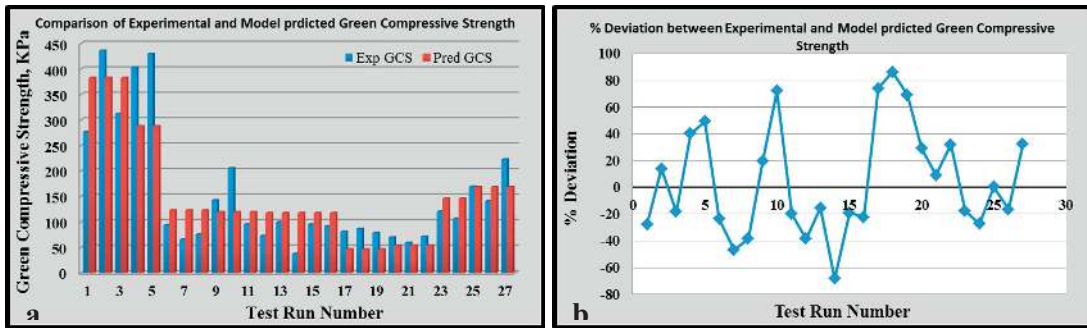 Comparison of Experimental and Model prdicted Green Compressive Strength
Green Compressive Strength, KPa
450
400
350
300
250
200
150
100
50
0
Exp GCS Pred GCS
1 3 5 7 9 11 13 15 17 19 21 23 25 27
Test Run Number
a
% Deviation between Experimental and Model prdicted Green Compressive
Strength
% Deviation
100
80
60
40
20
0
-20
-40
-60
-80
0 5 10 15 20 25 30
Test Run Number
b